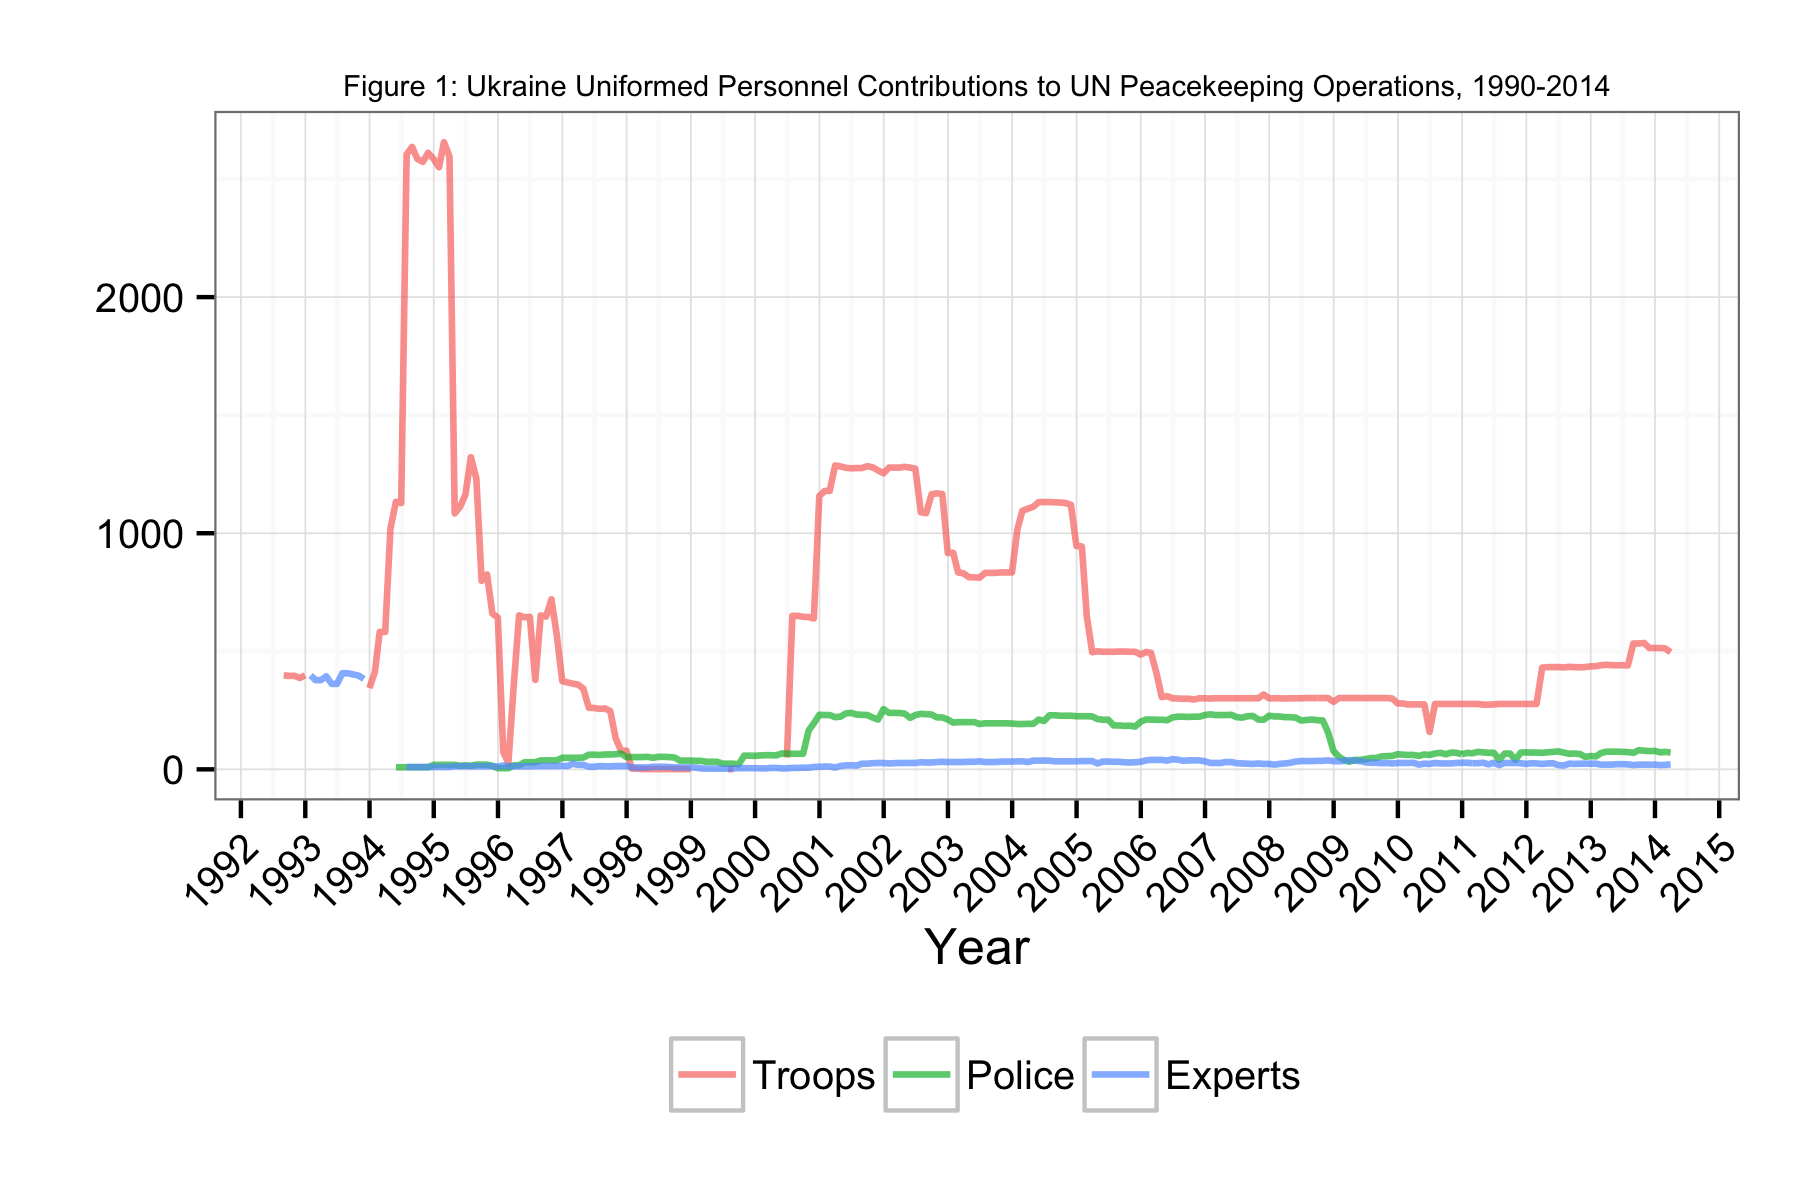 Figure 1: Ukraine Uniformed Personnel Contributions to UN Peacekeeping Operations, 1990-2014
2000
1000
0
1992 1993 1994 1995 1996 1997 1998 1999 2000 2001 2002 2003 2004 2005 2006 2007 2008 2009 2010 2011 2012 2013 2014 2015
Year
Troops Police Experts